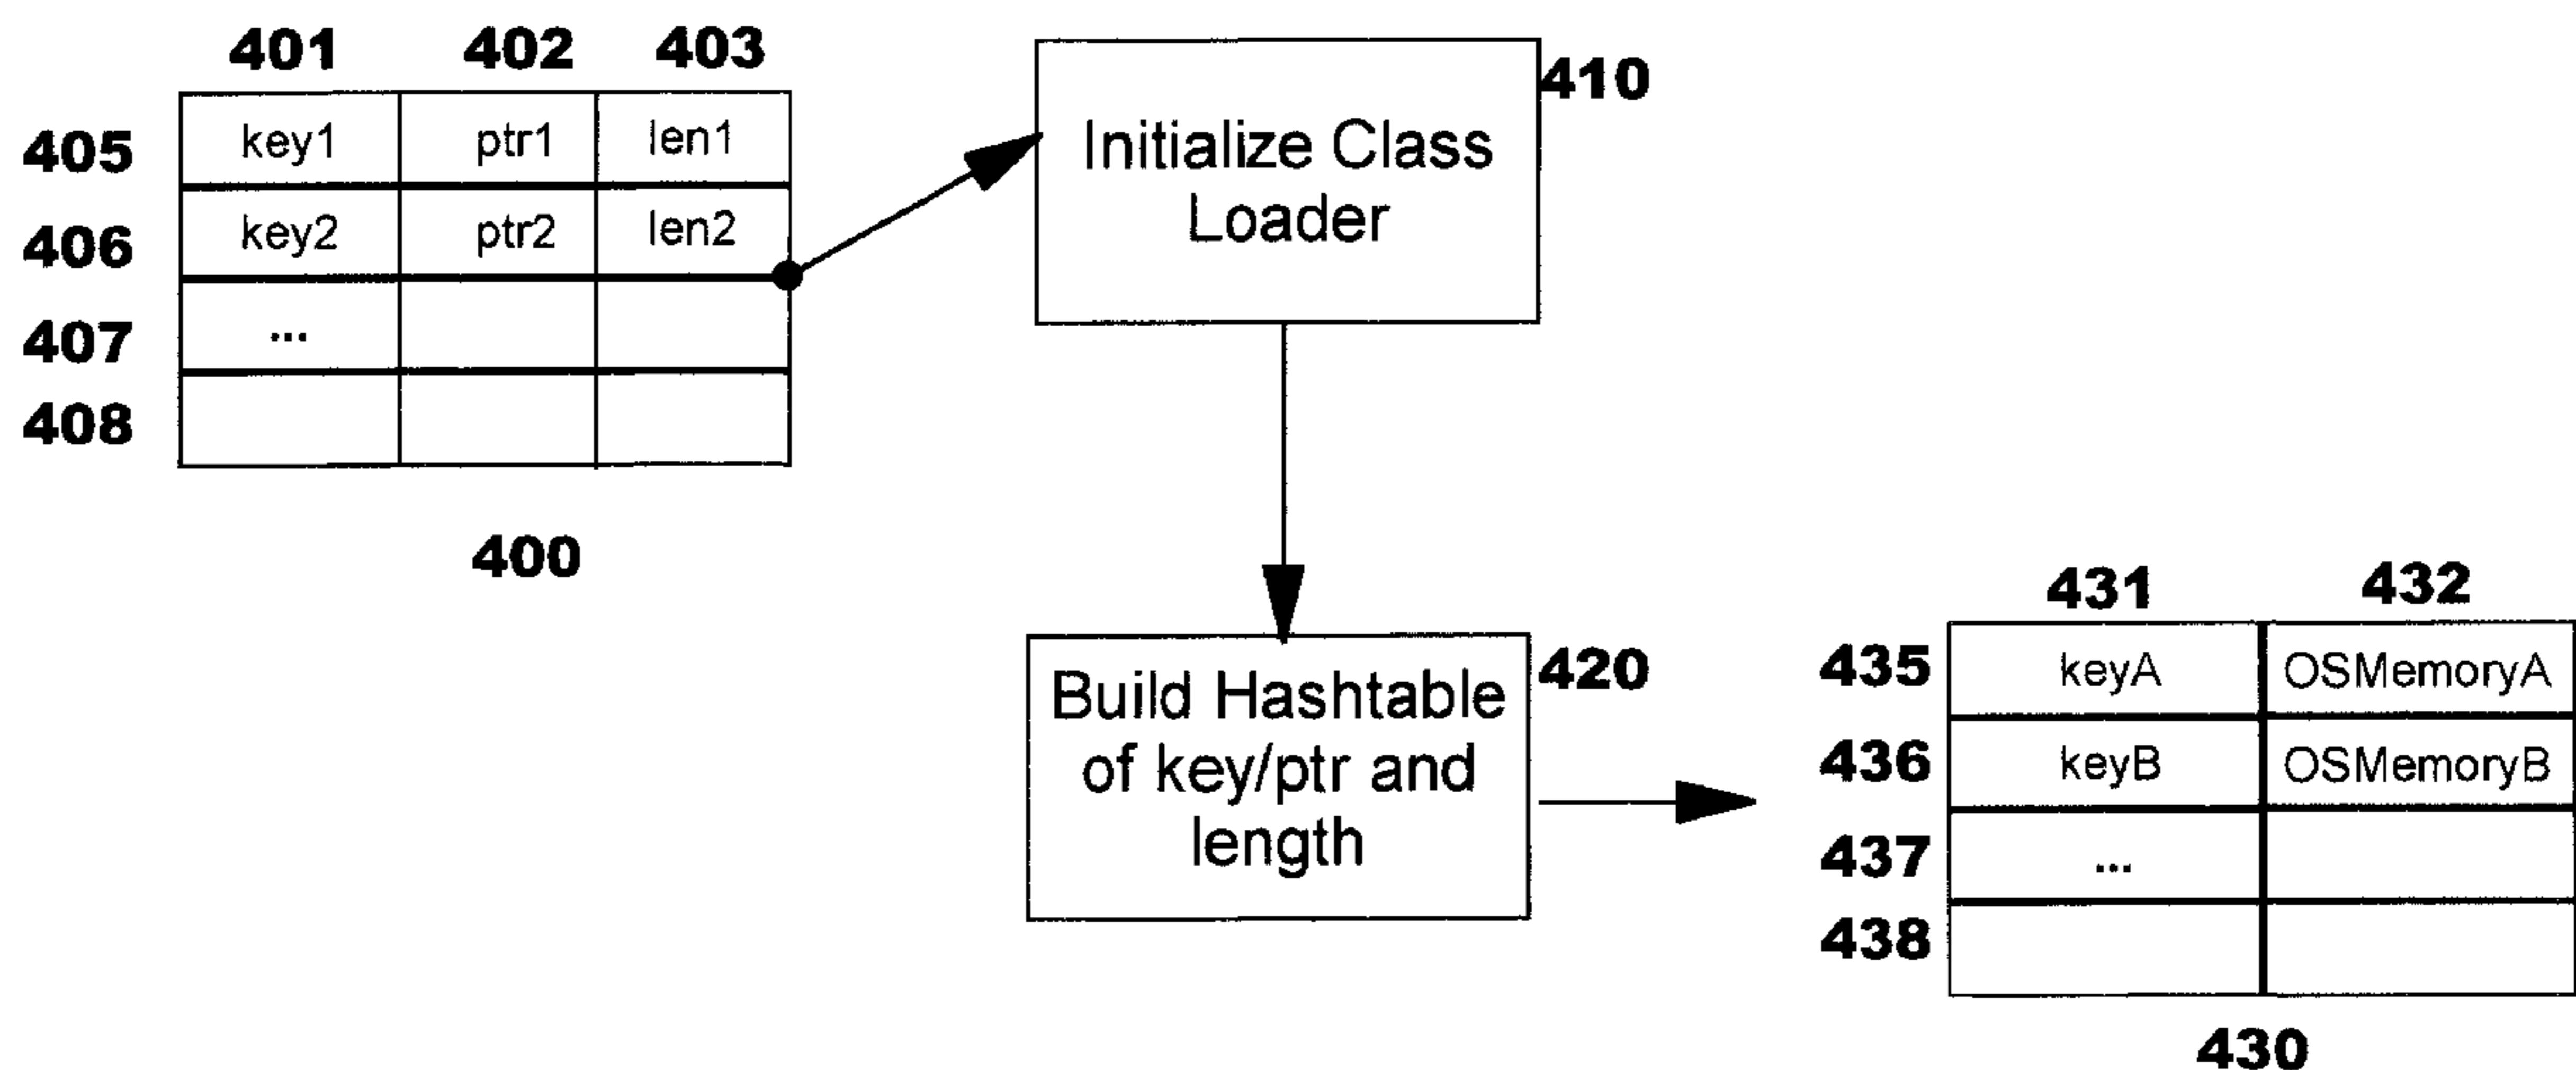 401 402 403
405 key1 ptr1 len1
406 key2 ptr2 len2
407 ...
408
400
410
Initialize Class
Loader
420
Build Hashtable
of key/ptr and
length
431 432
435 keyA OSMemoryA
436 keyB OSMemoryB
437 ...
438
430